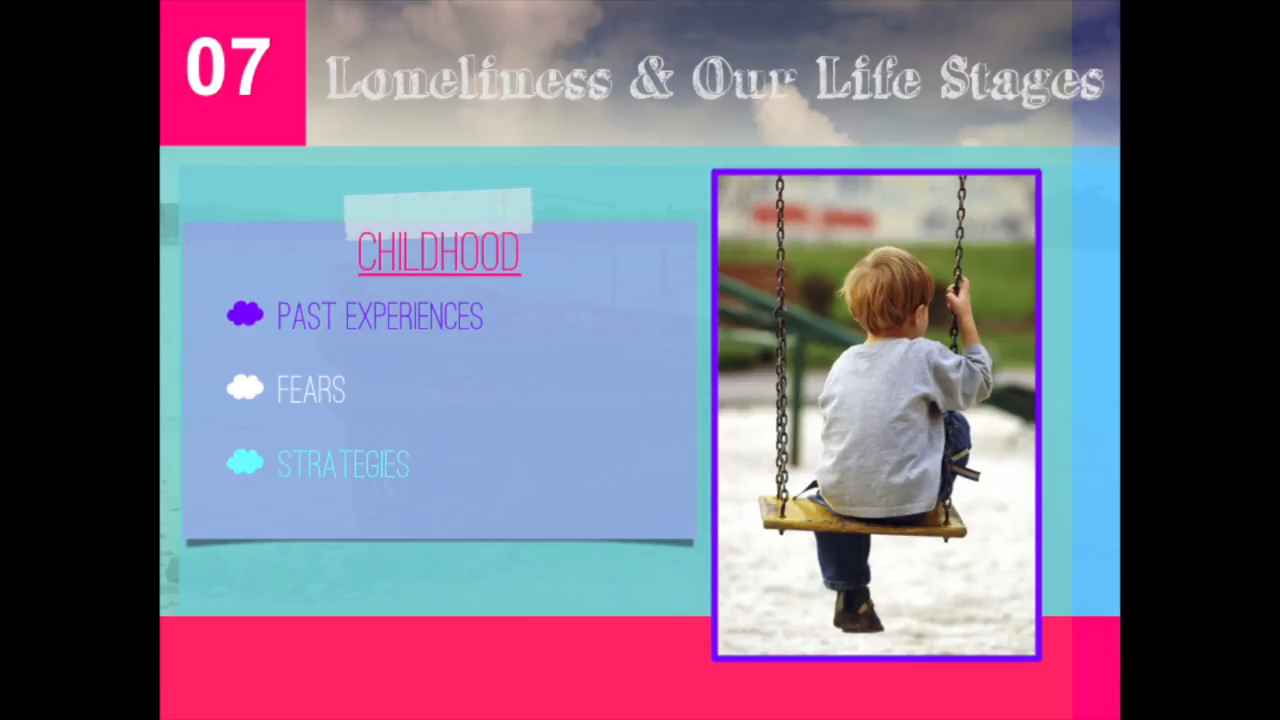 07
Loneliness & Our Life Stages
CHILDHOOD
PAST EXPERIENCES
FEARS
STRATEGIES